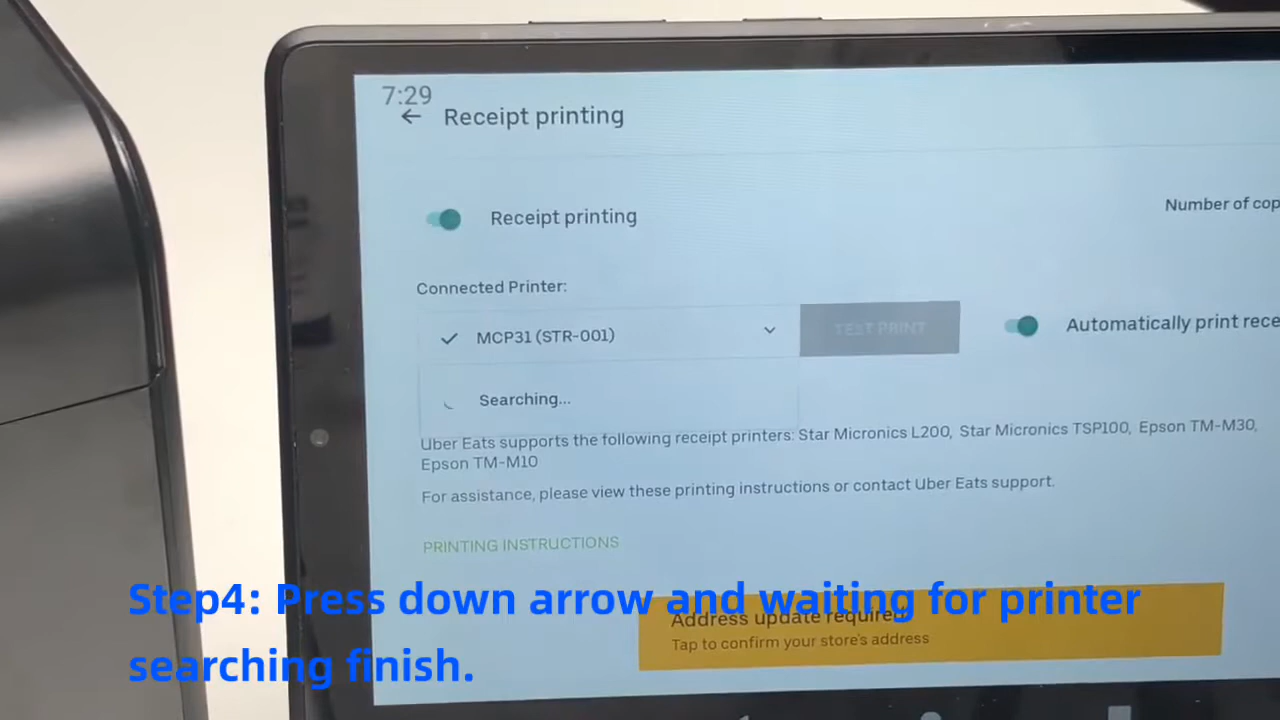 7:29
Receipt printing
Receipt printing
Number of cop
Connected Printer:
MCP31 (STR-001)
TEST PRINT
Automatically print rece
Searching...
Uber Eats supports the following receipt printers: Star Micronics L200, Star Micronics TSP100, Epson TM-M30,
Epson TM-M10
For assistance, please view these printing instructions or contact Uber Eats support.
PRINTING INSTRUCTIONS
Address update required
Tap to confirm your store's address
Step4: Press down arrow and waiting for printer
searching finish.